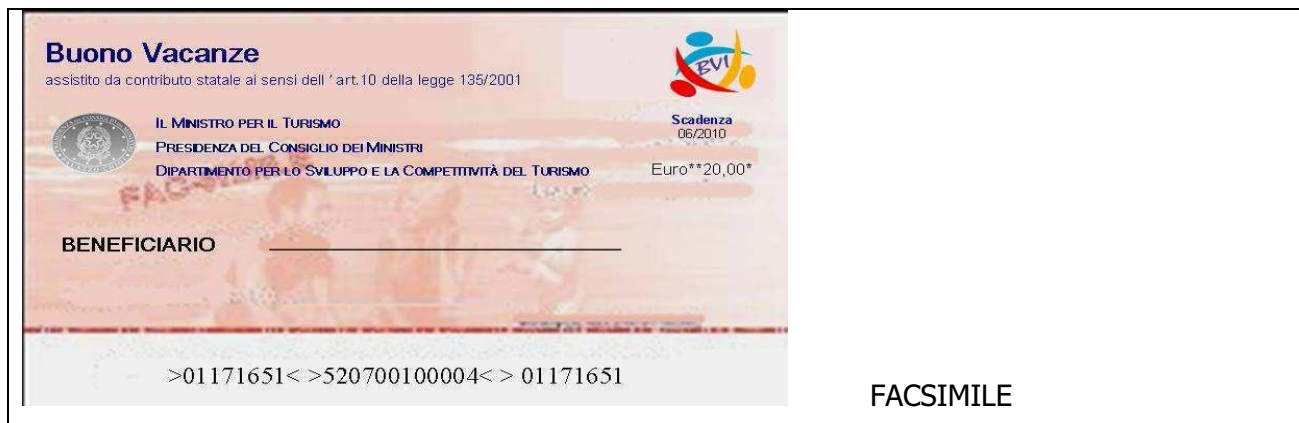 Buono Vacanze
assistito da contributo statale ai sensi dell ' art.10 della legge 135/2001
BVI
IL MINISTRO PER IL TURISMO
PRESIDENZA DEL CONSIGLIO DEI MINISTRI
DIPARTIMENTO PER LO SVILUPPO E LA COMPETITIVITÀ DEL TURISMO
Scadenza
06/2010
Euro**20,00*
FAC-SIMILE
BENEFICIARIO
>01171651< >520700100004< > 01171651
FACSIMILE